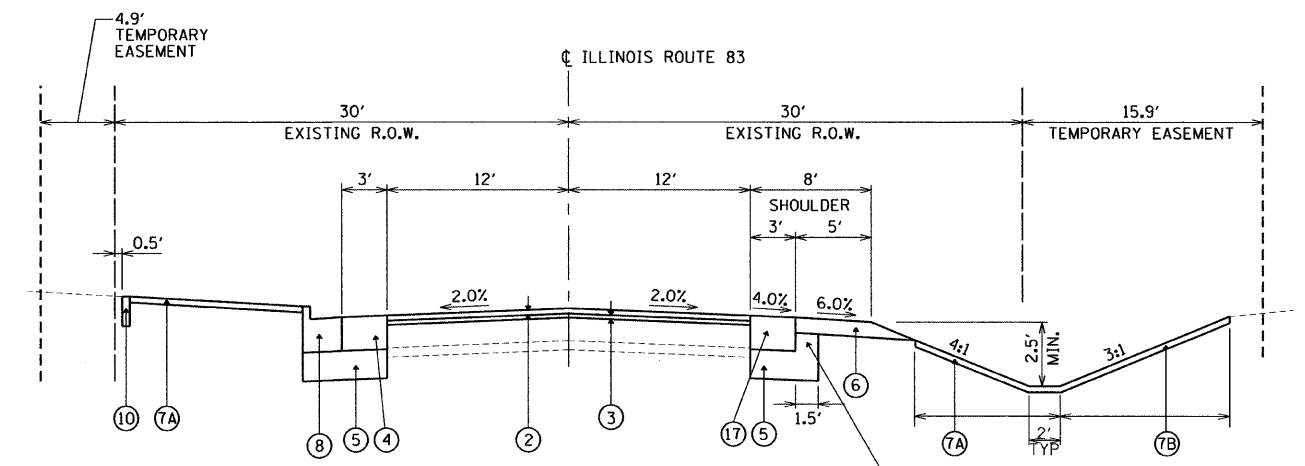 4.9'
TEMPORARY
EASEMENT
℄ ILLINOIS ROUTE 83
30'
EXISTING R.O.W.
30'
EXISTING R.O.W.
15.9'
TEMPORARY EASEMENT
3'
12'
12'
8'
SHOULDER
3'
5'
0.5'
2.0%
2.0%
4.0%
6.0%
4:1
2.5'
MIN.
3:1
1.5'
2'
TYP
10
7A
8
5
4
2
3
17
5
6
7A
7B